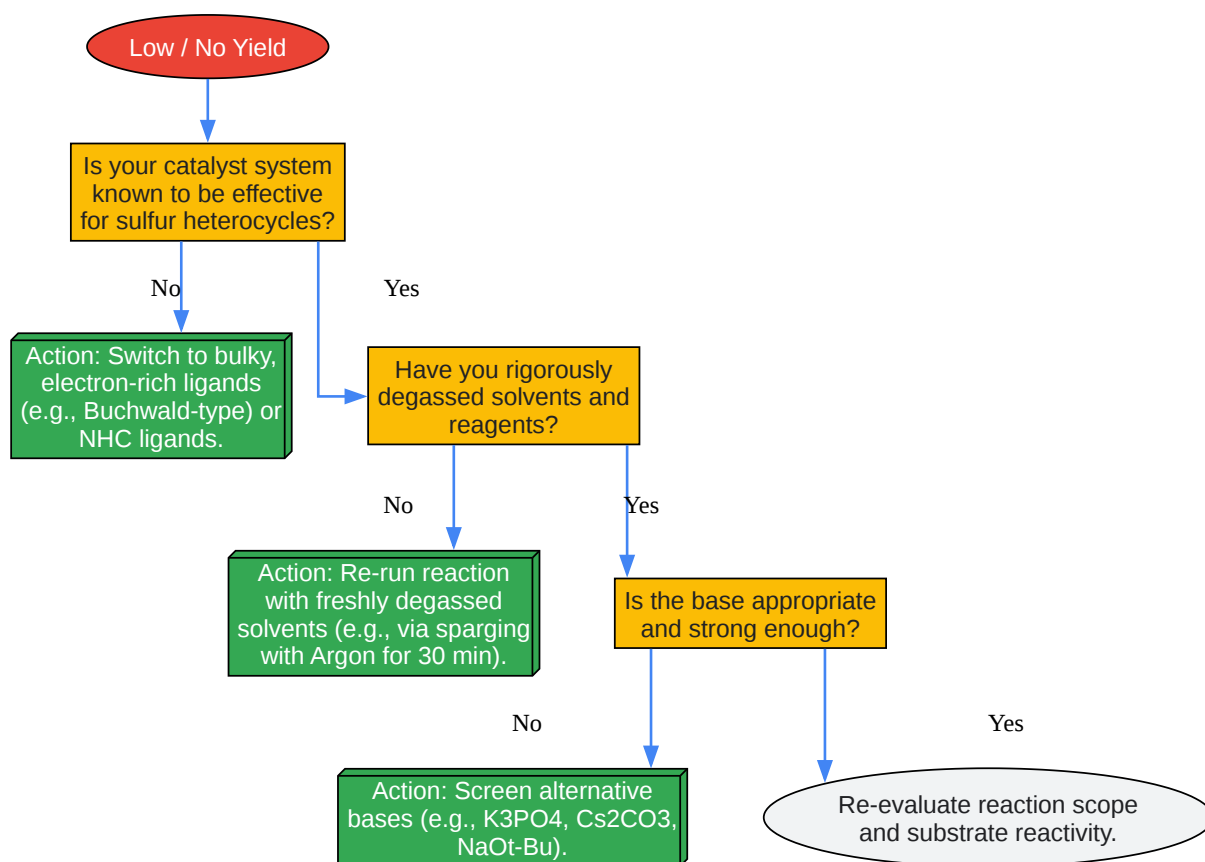 Low / No Yield
Is your catalyst system
known to be effective
for sulfur heterocycles?
No
Yes
Action: Switch to bulky,
electron-rich ligands
(e.g., Buchwald-type) or
NHC ligands.
Have you rigorously
degassed solvents and
reagents?
No
Yes
Action: Re-run reaction
with freshly degassed
solvents (e.g., via sparging
with Argon for 30 min).
Is the base appropriate
and strong enough?
No
Yes
Action: Screen alternative
bases (e.g., K3PO4, Cs2CO3,
NaOt-Bu).
Re-evaluate reaction scope
and substrate reactivity.